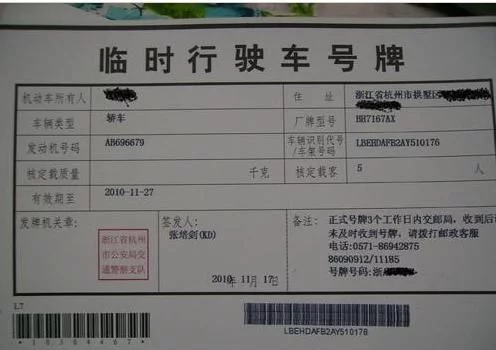 临时行驶车号牌
机动车所有人 住 址 浙江省杭州市拱墅区
车辆类型 轿车 厂牌型号 BH7167AX
发动机号码 AB696679 车辆识别代号/车架号码 LBEHDAFB2AY510176
核定载质量 千克 核定载客 5 人
有效期至 2010-11-27
发牌机关章: 签发人: 备注: 正式号牌3个工作日内交邮局,收到后
张培剑(KD) 未及时收到号牌,请拨打邮政客服
浙江省杭州 电话:0571-86942875
市公安局交 86090912/11185
通警察支队 2010年11月17日 号牌号码:浙
L7
*10304467*
LBEHDAFB2AY510176